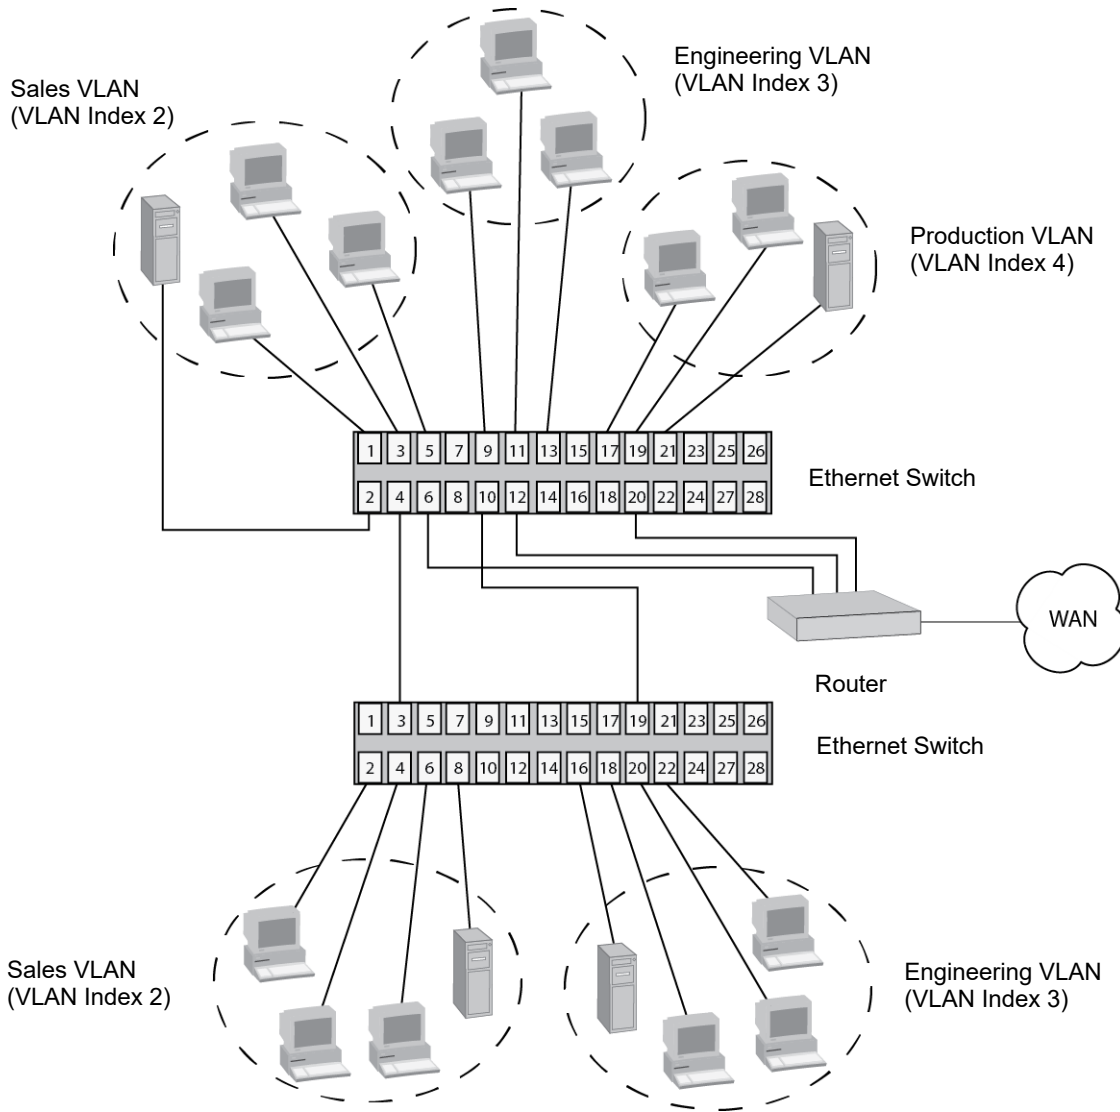 Engineering VLAN
(VLAN Index 3)
Sales VLAN
(VLAN Index 2)
Production VLAN
(VLAN Index 4)
1 3 5 7 9 11 13 15 17 19 21 23 25 26
Ethernet Switch
2 4 6 8 10 12 14 16 18 20 22 24 27 28
WAN
Router
1 3 5 7 9 11 13 15 17 19 21 23 25 26
Ethernet Switch
2 4 6 8 10 12 14 16 18 20 22 24 27 28
Sales VLAN
(VLAN Index 2)
Engineering VLAN
(VLAN Index 3)